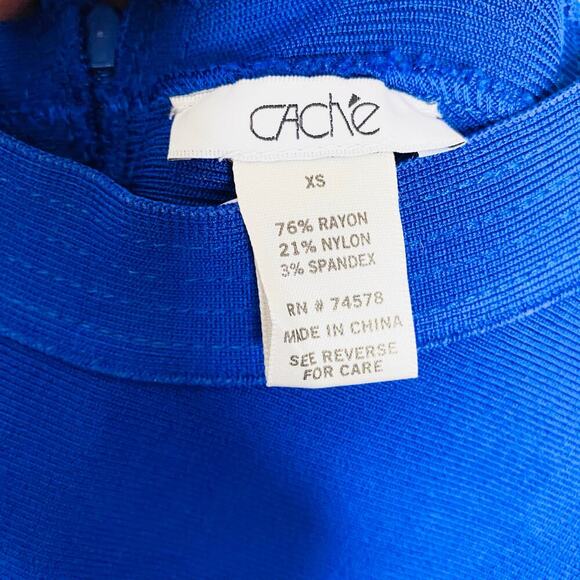 CAChé
XS
76% RAYON
21% NYLON
3% SPANDEX
RN # 74578
MADE IN CHINA
SEE REVERSE
FOR CARE